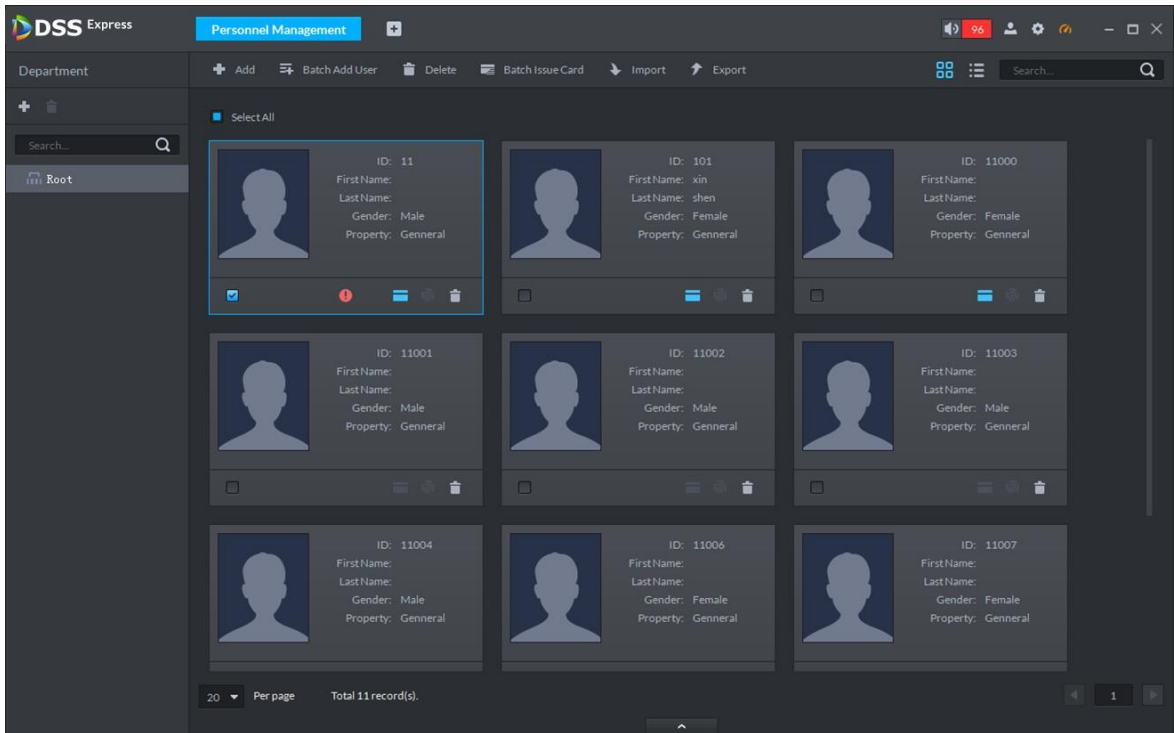 DSS Express
Personnel Management
96
Department
Add Batch Add User Delete Batch Issue Card Import Export Search...
Select All
Search...
Root
ID: 11
First Name:
Last Name:
Gender: Male
Property: Genneral
ID: 101
First Name: xin
Last Name: shen
Gender: Female
Property: Genneral
ID: 11000
First Name:
Last Name:
Gender: Female
Property: Genneral
ID: 11001
First Name:
Last Name:
Gender: Male
Property: Genneral
ID: 11002
First Name:
Last Name:
Gender: Male
Property: Genneral
ID: 11003
First Name:
Last Name:
Gender: Male
Property: Genneral
ID: 11004
First Name:
Last Name:
Gender: Male
Property: Genneral
ID: 11006
First Name:
Last Name:
Gender: Female
Property: Genneral
ID: 11007
First Name:
Last Name:
Gender: Female
Property: Genneral
20 Per page Total 11 record(s). 1